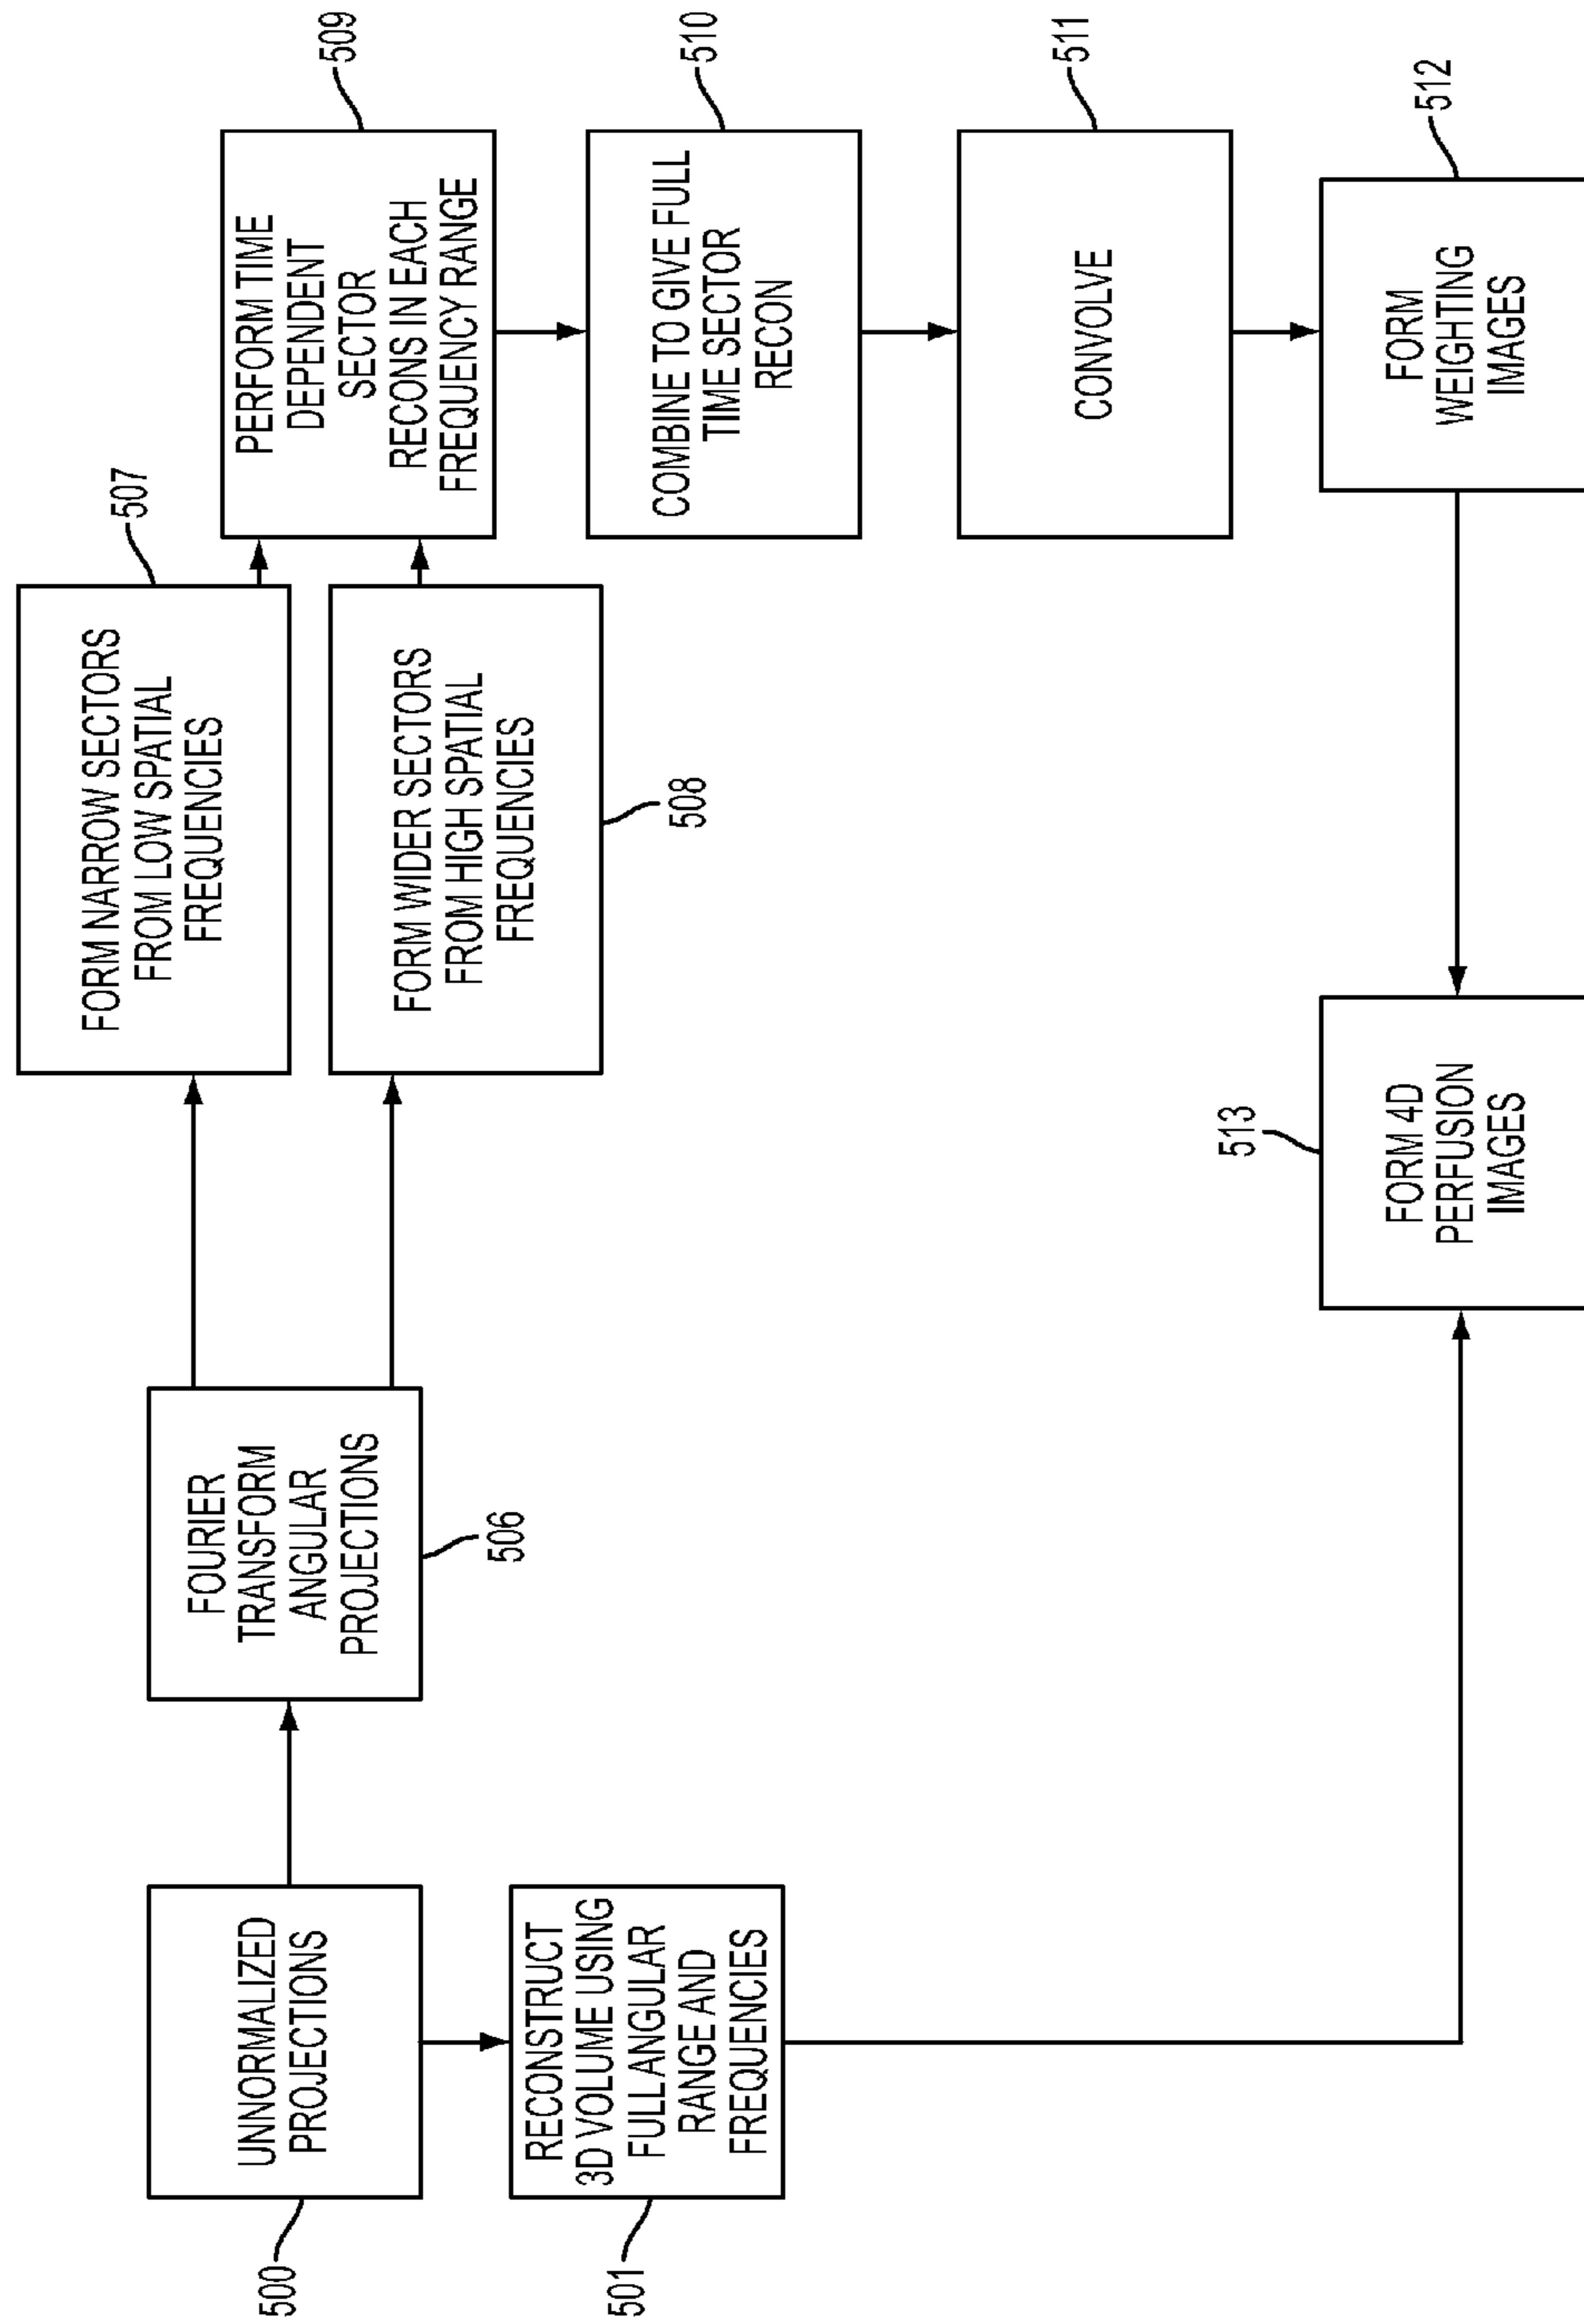 500
UNNORMALIZED
PROJECTIONS
501
RECONSTRUCT
3D VOLUME USING
FULL ANGULAR
RANGE AND
FREQUENCIES
FOURIER
TRANSFORM
ANGULAR
PROJECTIONS
506
FORM NARROW SECTORS
FROM LOW SPATIAL
FREQUENCIES
507
FORM WIDER SECTORS
FROM HIGH SPATIAL
FREQUENCIES
508
PERFORM TIME
DEPENDENT
SECTOR
RECONS IN EACH
FREQUENCY RANGE
509
COMBINE TO GIVE FULL
TIME SECTOR
RECON
510
CONVOLVE
511
FORM
WEIGHTING
IMAGES
512
513
FORM 4D
PERFUSION
IMAGES